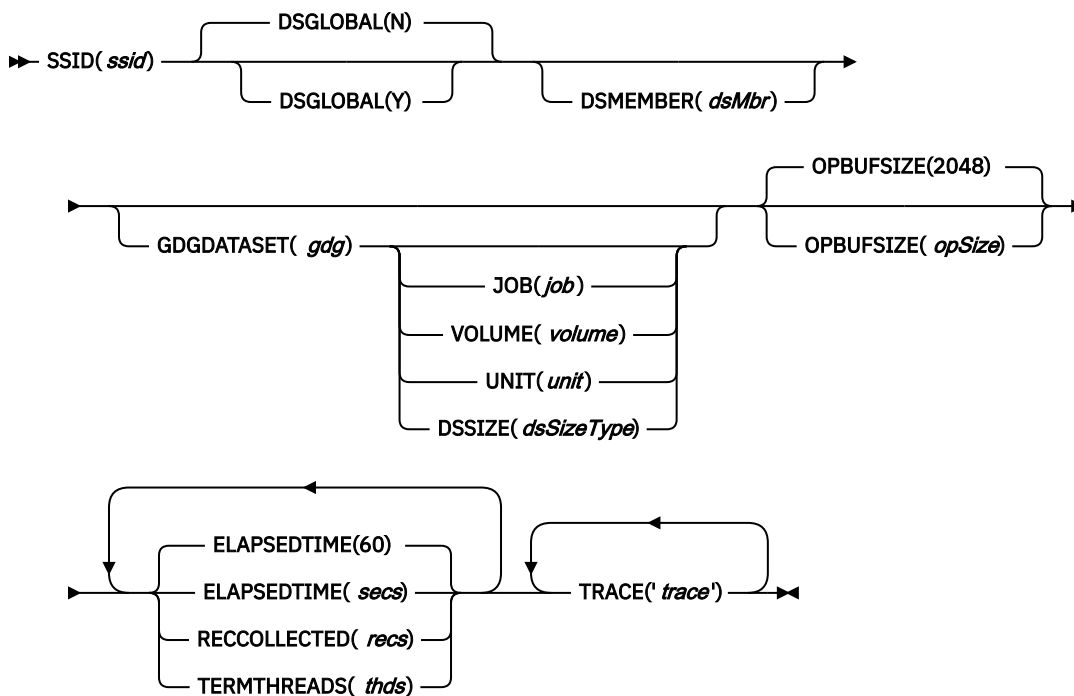 DSGLOBAL(N)
SSID( ssid)
DSGLOBAL(Y)
DSMEMBER( dsMbr)
OPBUFSIZE(2048)
GDGDATASET( gdg)
OPBUFSIZE( opSize)
JOB( job)
VOLUME( volume)
UNIT( unit)
DSSIZE( dsSizeType)
ELAPSEDTIME(60)
ELAPSEDTIME( secs)
TRACE(' trace')
RECCOLLECTED( recs)
TERMTHREADS( thds)